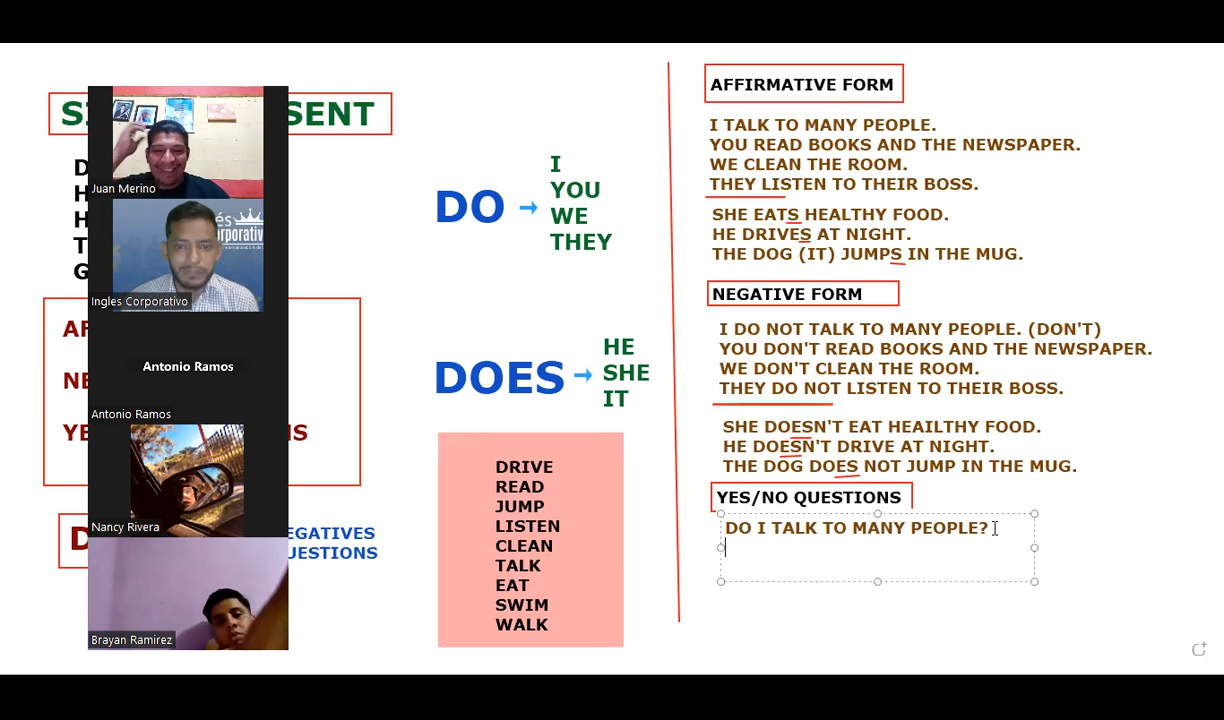 SENT
DO
I
YOU
WE
THEY
DOES
HE
SHE
IT
EGATIVES
UESTIONS
DRIVE
READ
JUMP
LISTEN
CLEAN
TALK
EAT
SWIM
WALK
Juan Merino
Ingles Corporativo
Antonio Ramos
Antonio Ramos
Nancy Rivera
Brayan Ramirez
AFFIRMATIVE FORM
I TALK TO MANY PEOPLE.
YOU READ BOOKS AND THE NEWSPAPER.
WE CLEAN THE ROOM.
THEY LISTEN TO THEIR BOSS.
SHE EATS HEALTHY FOOD.
HE DRIVES AT NIGHT.
THE DOG (IT) JUMPS IN THE MUG.
NEGATIVE FORM
I DO NOT TALK TO MANY PEOPLE. (DON'T)
YOU DON'T READ BOOKS AND THE NEWSPAPER.
WE DON'T CLEAN THE ROOM.
THEY DO NOT LISTEN TO THEIR BOSS.
SHE DOESN'T EAT HEAILTHY FOOD.
HE DOESN'T DRIVE AT NIGHT.
THE DOG DOES NOT JUMP IN THE MUG.
YES/NO QUESTIONS
DO I TALK TO MANY PEOPLE?